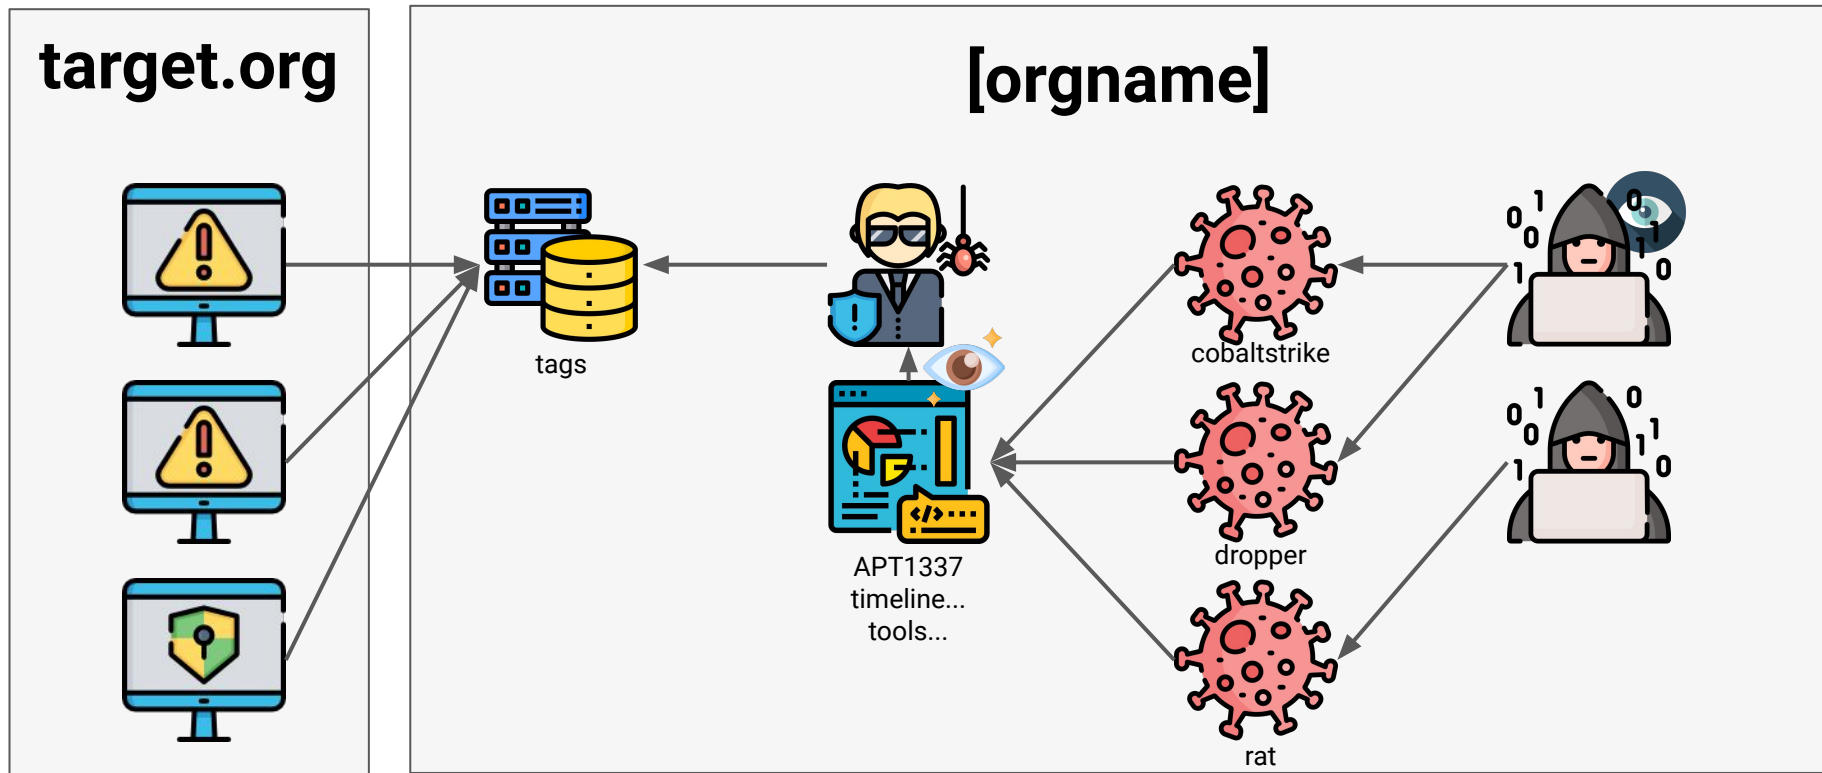 target.org
[orgname]
tags
cobaltstrike
dropper
APT1337
timeline...
tools...
rat